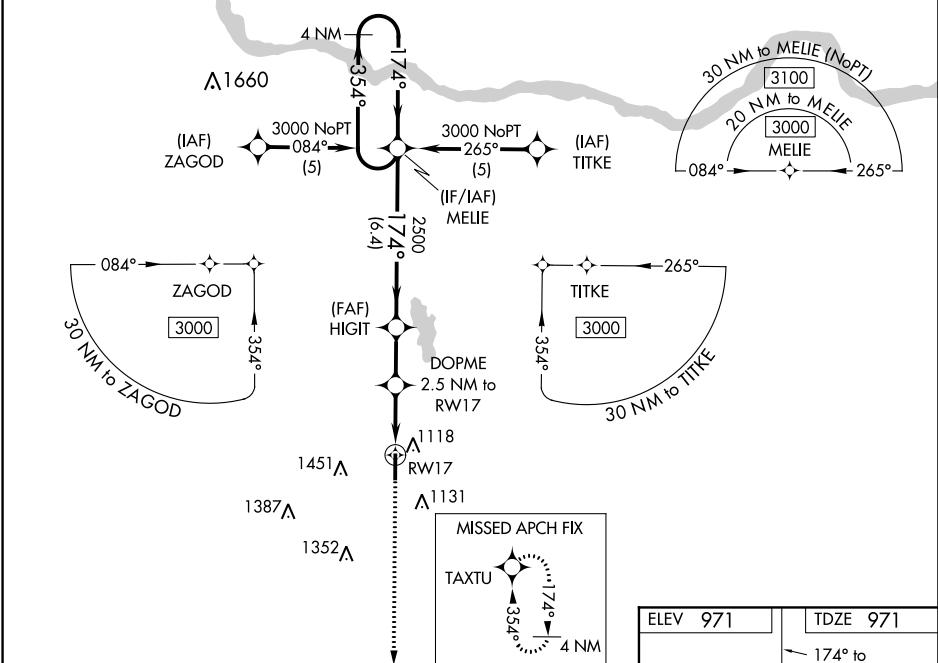 4 NM
174°
354°
1660
30 NM to MELIE (NoPT)
3100
20 NM to MELIE
3000
MELIE
084°
265°
(IAF)
ZAGOD
3000 NoPT
084°
(5)
3000 NoPT
265°
(5)
(IAF)
TITKE
(IF/IAF)
MELIE
2500
174°
(6.4)
084°
ZAGOD
3000
354°
30 NM to ZAGOD
265°
TITKE
3000
354°
30 NM to TITKE
(FAF)
HIGIT
DOPME
2.5 NM to
RW17
1118
RW17
1451
1387
1131
1352
MISSED APCH FIX
TAXTU
174°
354°
4 NM
ELEV 971
TDZE 971
174° to